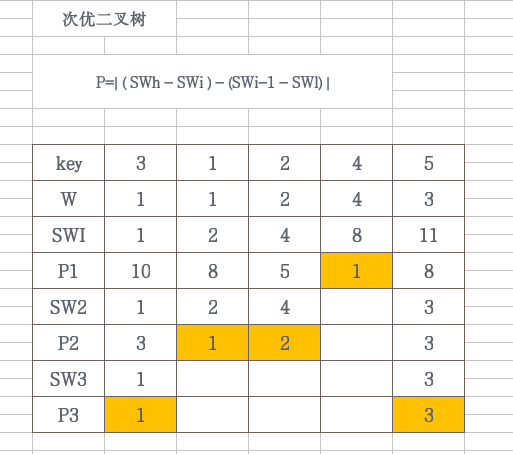 次优二叉树
P=| ( SWh – SWi ) – (SWi–1 – SWl) |
key 3 1 2 4 5
W 1 1 2 4 3
SWI 1 2 4 8 11
P1 10 8 5 1 8
SW2 1 2 4 3
P2 3 1 2 3
SW3 1 3
P3 1 3